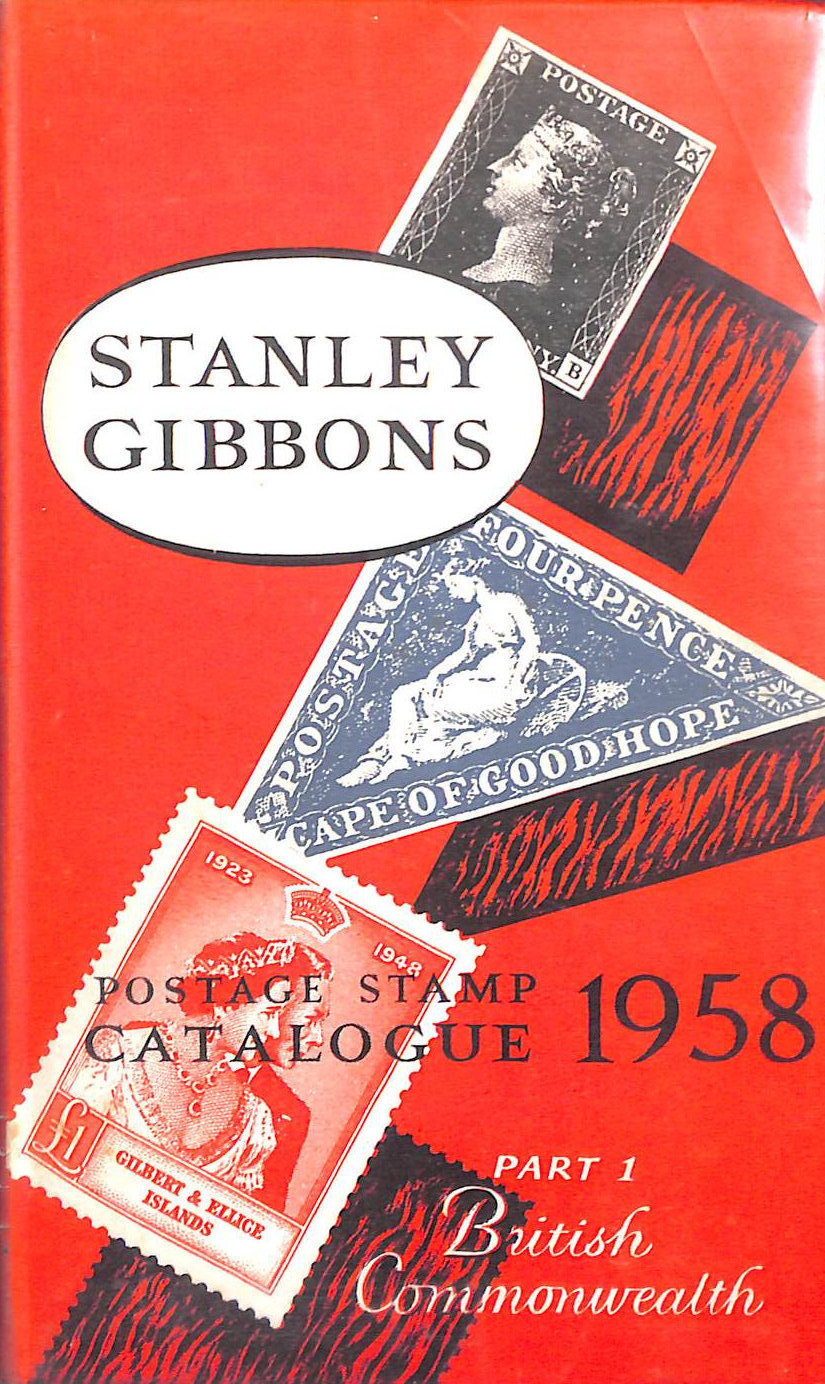 POSTAGE
NY.
B
STANLEY
GIBBONS
POSTAGE
FOUR PENCE
CAPE OF GOOD HOPE
1923
1948
POSTAGE STAMP
CATALOGUE 1958
£1
GILBERT & ELLICE
ISLANDS
PART 1
British
Commonwealth